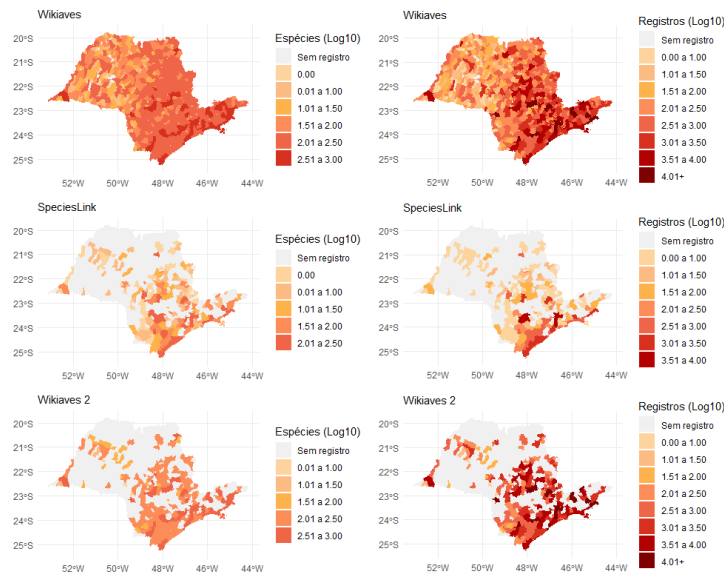 Wikiaves
20°S
21°S
22°S
23°S
24°S
25°S
52°W 50°W 48°W 46°W 44°W
Espécies (Log10)
Sem registro
0.00
0.01 a 1.00
1.01 a 1.50
1.51 a 2.00
2.01 a 2.50
2.51 a 3.00
Wikiaves
20°S
21°S
22°S
23°S
24°S
25°S
52°W 50°W 48°W 46°W 44°W
Registros (Log10)
Sem registro
0.00 a 1.00
1.01 a 1.50
1.51 a 2.00
2.01 a 2.50
2.51 a 3.00
3.01 a 3.50
3.51 a 4.00
4.01+
SpeciesLink
20°S
21°S
22°S
23°S
24°S
25°S
52°W 50°W 48°W 46°W 44°W
Espécies (Log10)
Sem registro
0.00
0.01 a 1.00
1.01 a 1.50
1.51 a 2.00
2.01 a 2.50
SpeciesLink
20°S
21°S
22°S
23°S
24°S
25°S
52°W 50°W 48°W 46°W 44°W
Registros (Log10)
Sem registro
0.00 a 1.00
1.01 a 1.50
1.51 a 2.00
2.01 a 2.50
2.51 a 3.00
3.01 a 3.50
3.51 a 4.00
Wikiaves 2
20°S
21°S
22°S
23°S
24°S
25°S
52°W 50°W 48°W 46°W 44°W
Espécies (Log10)
Sem registro
0.01 a 1.00
1.01 a 1.50
1.51 a 2.00
2.01 a 2.50
2.51 a 3.00
Wikiaves 2
20°S
21°S
22°S
23°S
24°S
25°S
52°W 50°W 48°W 46°W 44°W
Registros (Log10)
Sem registro
0.00 a 1.00
1.01 a 1.50
1.51 a 2.00
2.01 a 2.50
2.51 a 3.00
3.01 a 3.50
3.51 a 4.00
4.01+